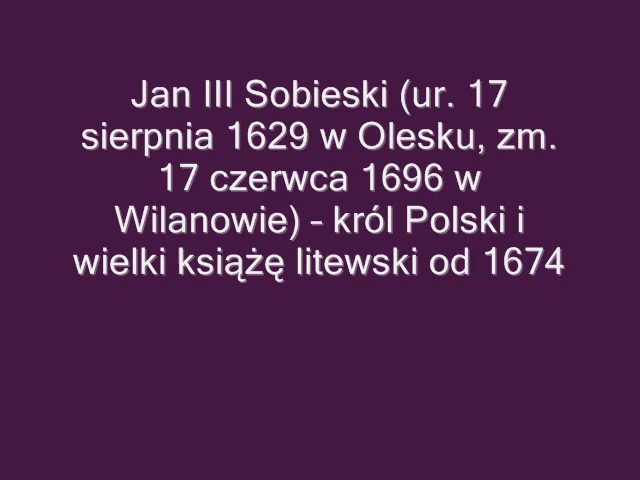 Jan III Sobieski (ur. 17
sierpnia 1629 w Olesku, zm.
17 czerwca 1696 w
Wilanowie) – król Polski i
wielki książę litewski od 1674